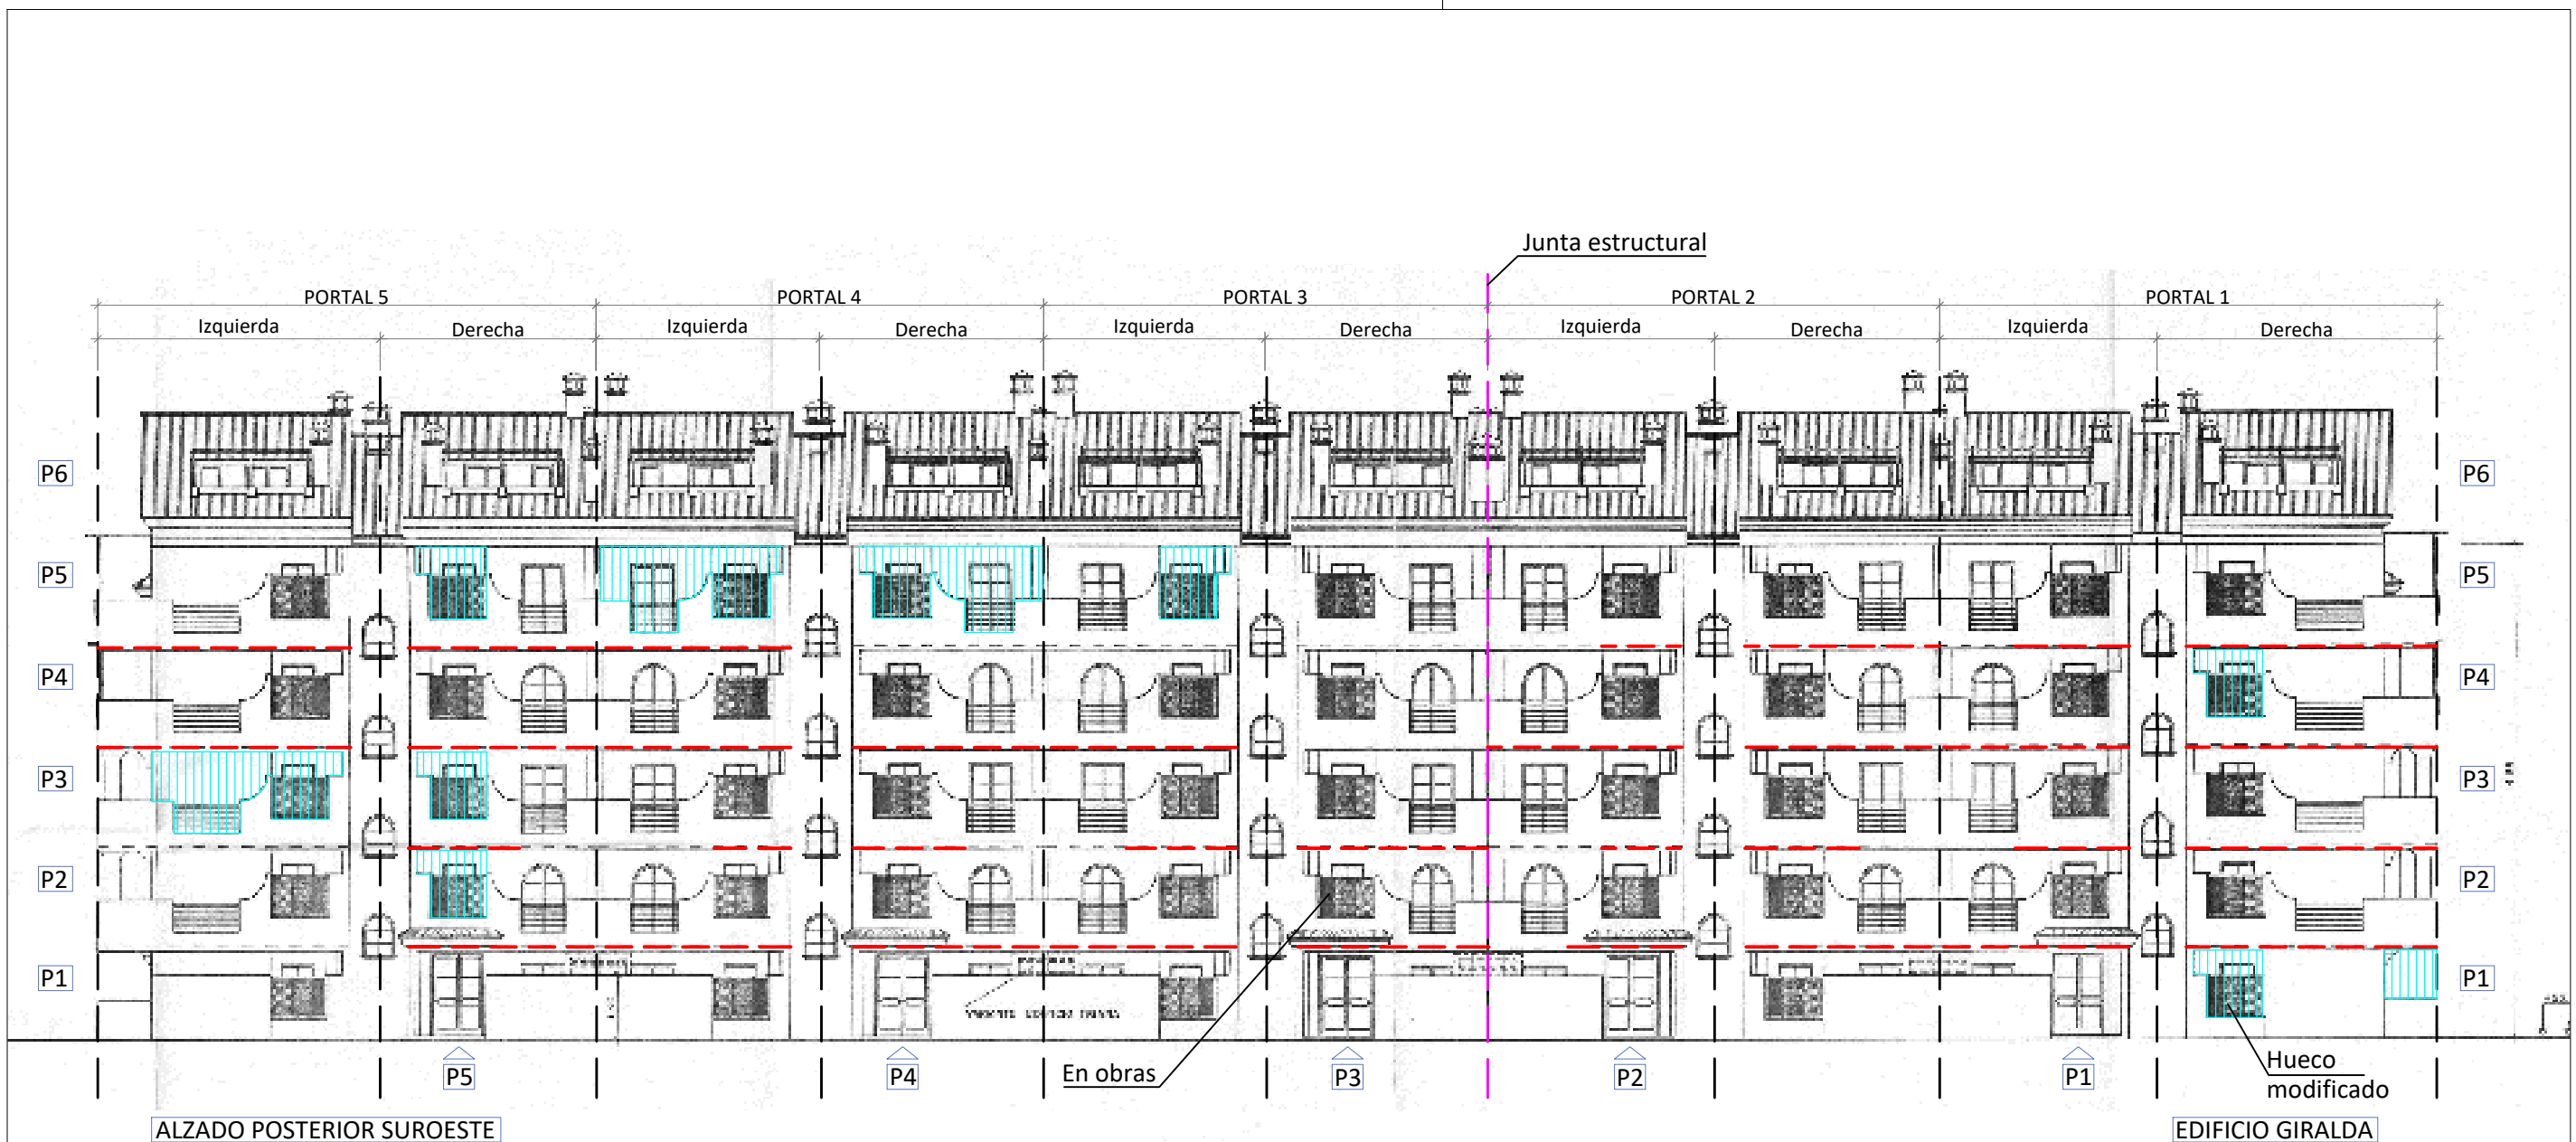 Junta estructural
PORTAL 5 PORTAL 4 PORTAL 3 PORTAL 2 PORTAL 1
Izquierda Derecha Izquierda Derecha Izquierda Derecha Izquierda Derecha Izquierda Derecha
P6 P6
P5 P5
P4 P4
P3 P3
P2 P2
P1 P1
En obras
Hueco
modificado
P5 P4 P3 P2 P1
ALZADO POSTERIOR SUROESTE
EDIFICIO GIRALDA